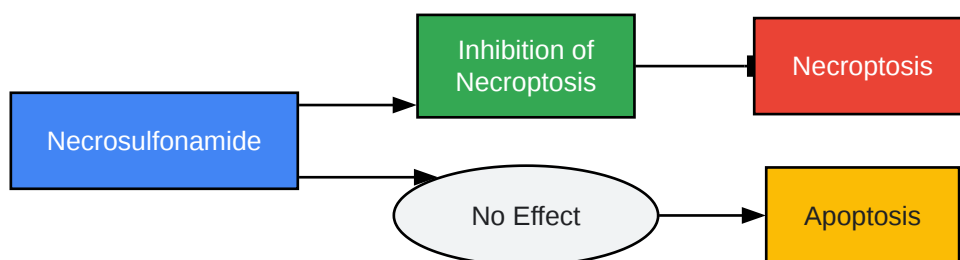 Necrosulfonamide
Inhibition of
Necroptosis
Necroptosis
No Effect
Apoptosis